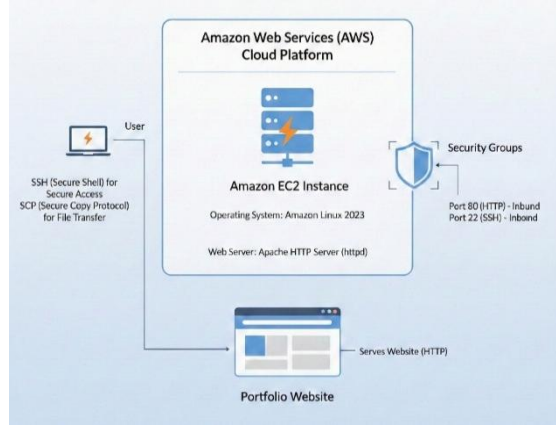 Amazon Web Services (AWS)
Cloud Platform
User
SSH (Secure Shell) for
Secure Access
SCP (Secure Copy Protocol)
for File Transfer
Amazon EC2 Instance
Operating System: Amazon Linux 2023
Web Server: Apache HTTP Server (httpd)
Security Groups
Port 80 (HTTP) - Inbund
Port 22 (SSH) - Inbaind
Serves Website (HTTP)
Portfolio Website